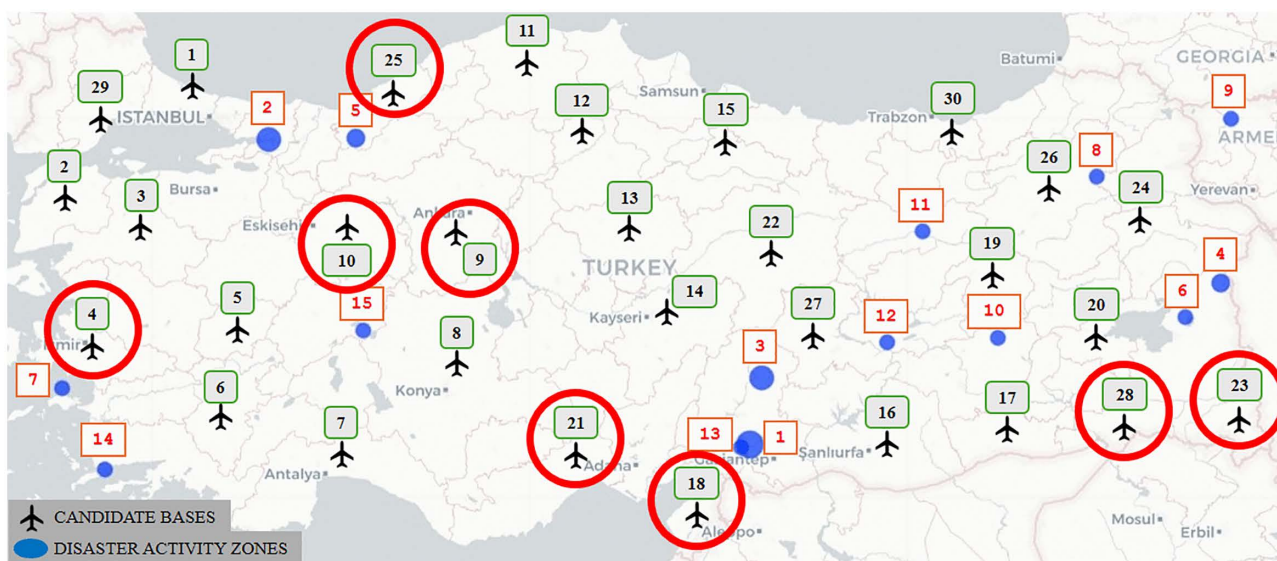 11
1
25
GEORGIA
Batumi
29
2
5
12
Samsun
15
30
9
ISTANBUL
Trabzon
ARME
2
3
Bursa
26
8
24
Yerevan
13
Eskisehir
Ankara
22
11
10
9
19
TURKEY
4
4
5
15
14
Kayseri
27
12
10
20
6
Izmir
8
3
7
6
Konya
7
21
16
17
28
23
14
13
1
Antalya
Adana
Gaziantep
Şanlıurfa
18
Aleppo
Mosul
Erbil
CANDIDATE BASES
DISASTER ACTIVITY ZONES